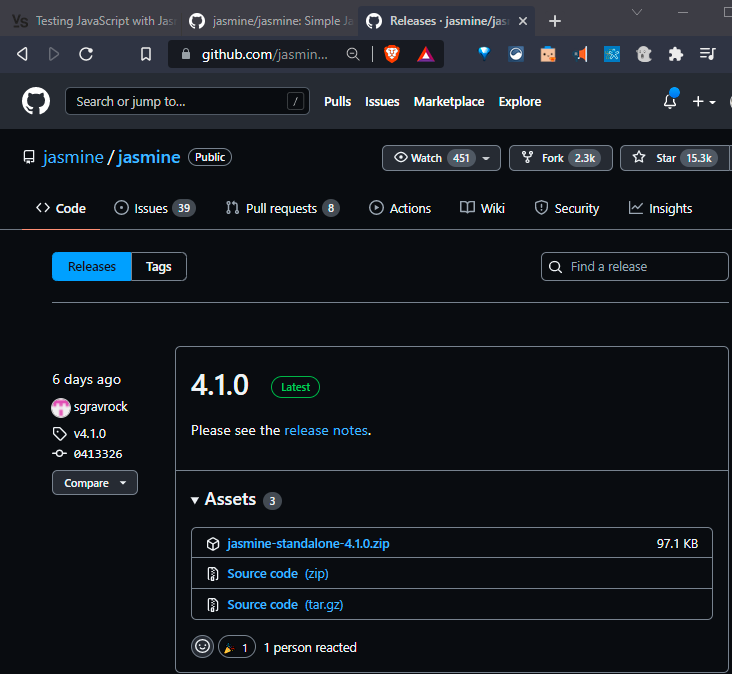 Testing JavaScript with Jas
jasmine/jasmine: Simple Ja
Releases · jasmine/jas
github.com/jasmin...
Search or jump to... /
Pulls Issues Marketplace Explore
jasmine / jasmine Public
Watch 451
Fork 2.3k
Star 15.3k
Code
Issues 39
Pull requests 8
Actions
Wiki
Security
Insights
Releases Tags
Find a release
6 days ago
sgravrock
v4.1.0
0413326
Compare
4.1.0 Latest
Please see the release notes.
Assets 3
jasmine-standalone-4.1.0.zip 97.1 KB
Source code (zip)
Source code (tar.gz)
1 1 person reacted